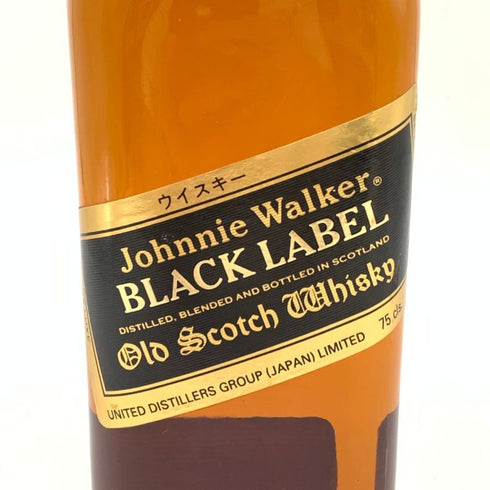 ウイスキー
Johnnie Walker®
BLACK LABEL
DISTILLED, BLENDED AND BOTTLED IN SCOTLAND
Old Scotch Whisky 75 cls.
UNITED DISTILLERS GROUP (JAPAN) LIMITED